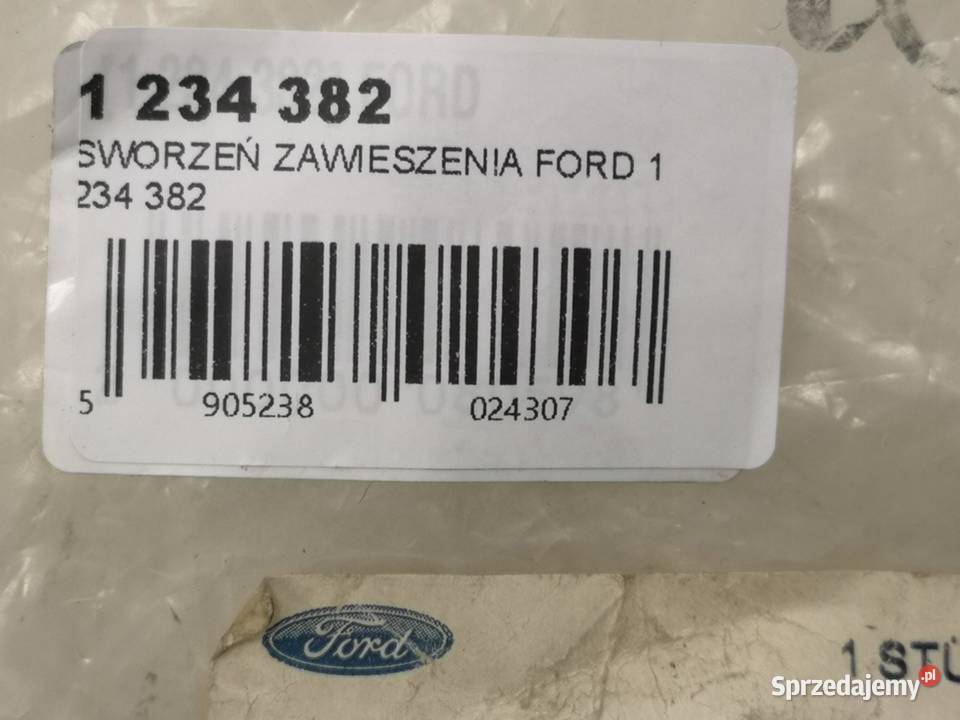 1 234 382
SWORZEŃ ZAWIESZENIA FORD 1
234 382
5 905238 024307
Ford
1 STÜ
Sprzedajemy.pl